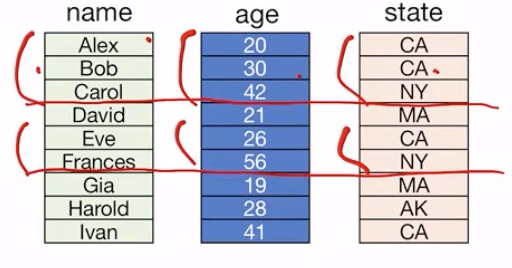 name age state
Alex 20 CA
Bob 30 CA
Carol 42 NY
David 21 MA
Eve 26 CA
Frances 56 NY
Gia 19 MA
Harold 28 AK
Ivan 41 CA